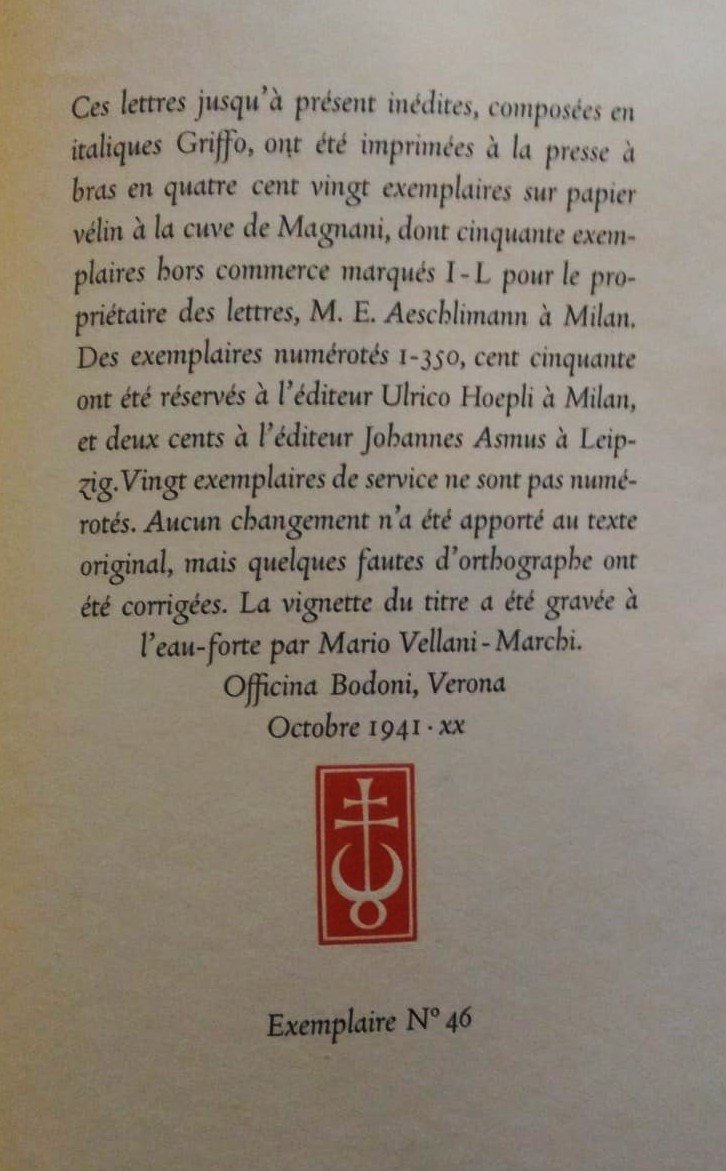 Ces lettres jusqu'à présent inédites, composées en
italiques Griffo, ont été imprimées à la presse à
bras en quatre cent vingt exemplaires sur papier
vélin à la cuve de Magnani, dont cinquante exem-
plaires hors commerce marqués I-L pour le pro-
priétaire des lettres, M. E. Aeschlimann à Milan.
Des exemplaires numérotés 1-350, cent cinquante
ont été réservés à l'éditeur Ulrico Hoepli à Milan,
et deux cents à l'éditeur Johannes Asmus à Leip-
zig. Vingt exemplaires de service ne sont pas numé-
rotés. Aucun changement n'a été apporté au texte
original, mais quelques fautes d'orthographe ont
été corrigées. La vignette du titre a été gravée à
l'eau-forte par Mario Vellani-Marchi.
Officina Bodoni, Verona
Octobre 1941 · XX
Exemplaire Nº 46